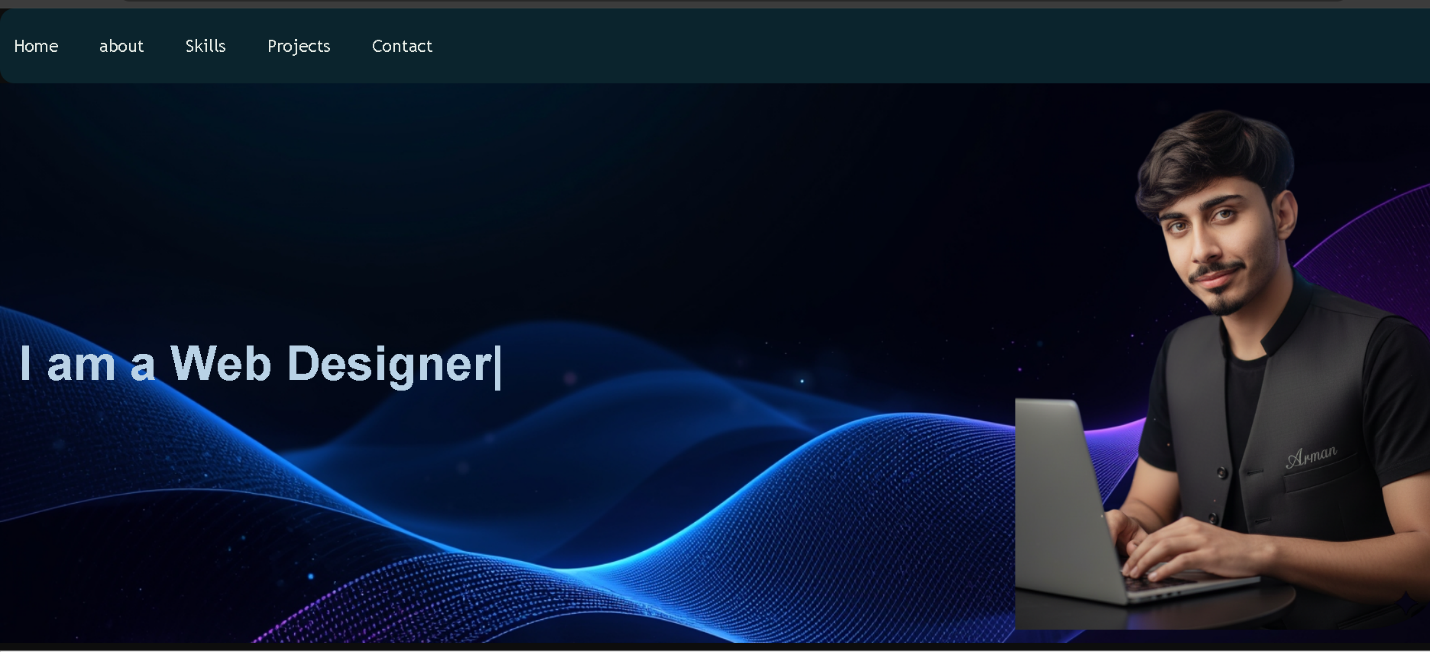 Home about Skills Projects Contact
I am a Web Designer|
Arman